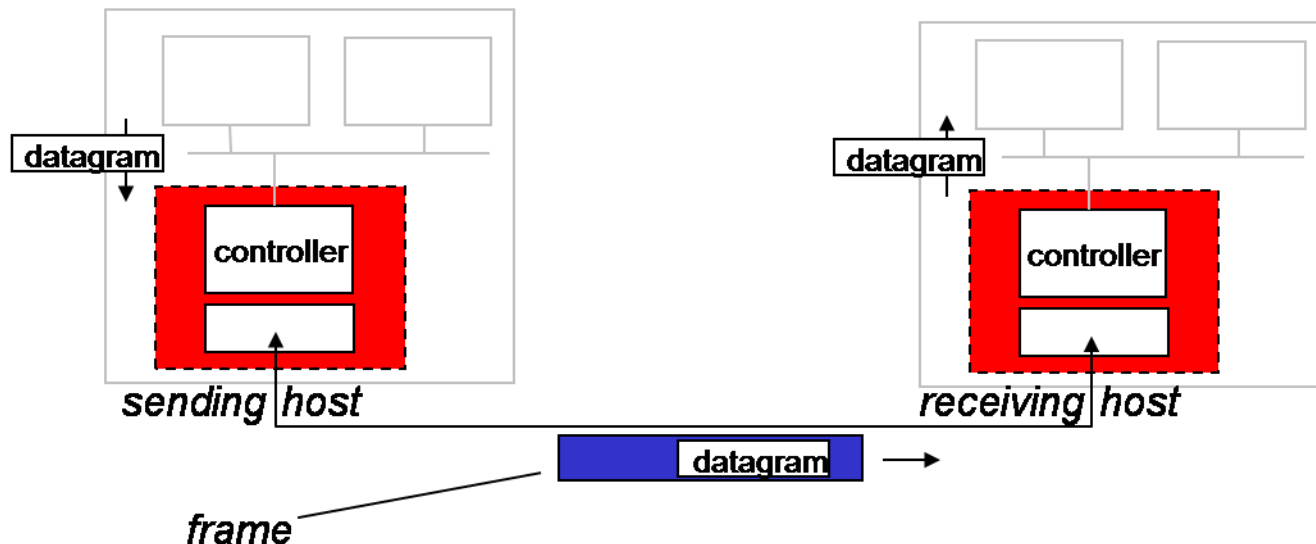 datagram
datagram
controller
controller
sending host
receiving host
datagram
frame